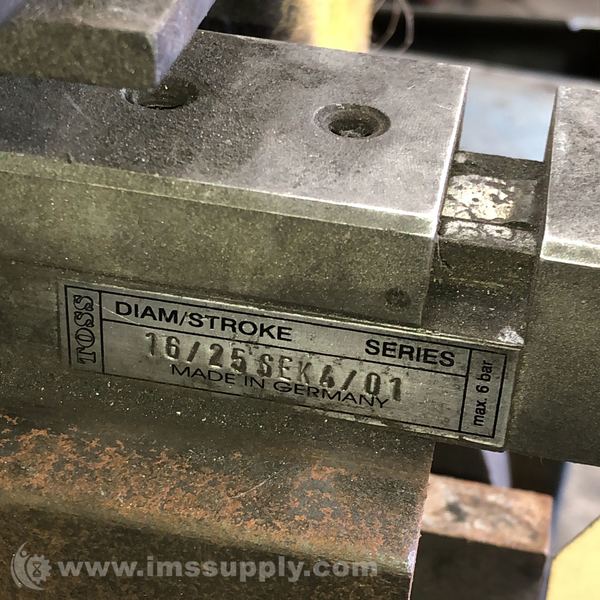 TOSS
DIAM/STROKE SERIES
16/25 SEK4/01
MADE IN GERMANY
max. 6 bar
www.imssupply.com